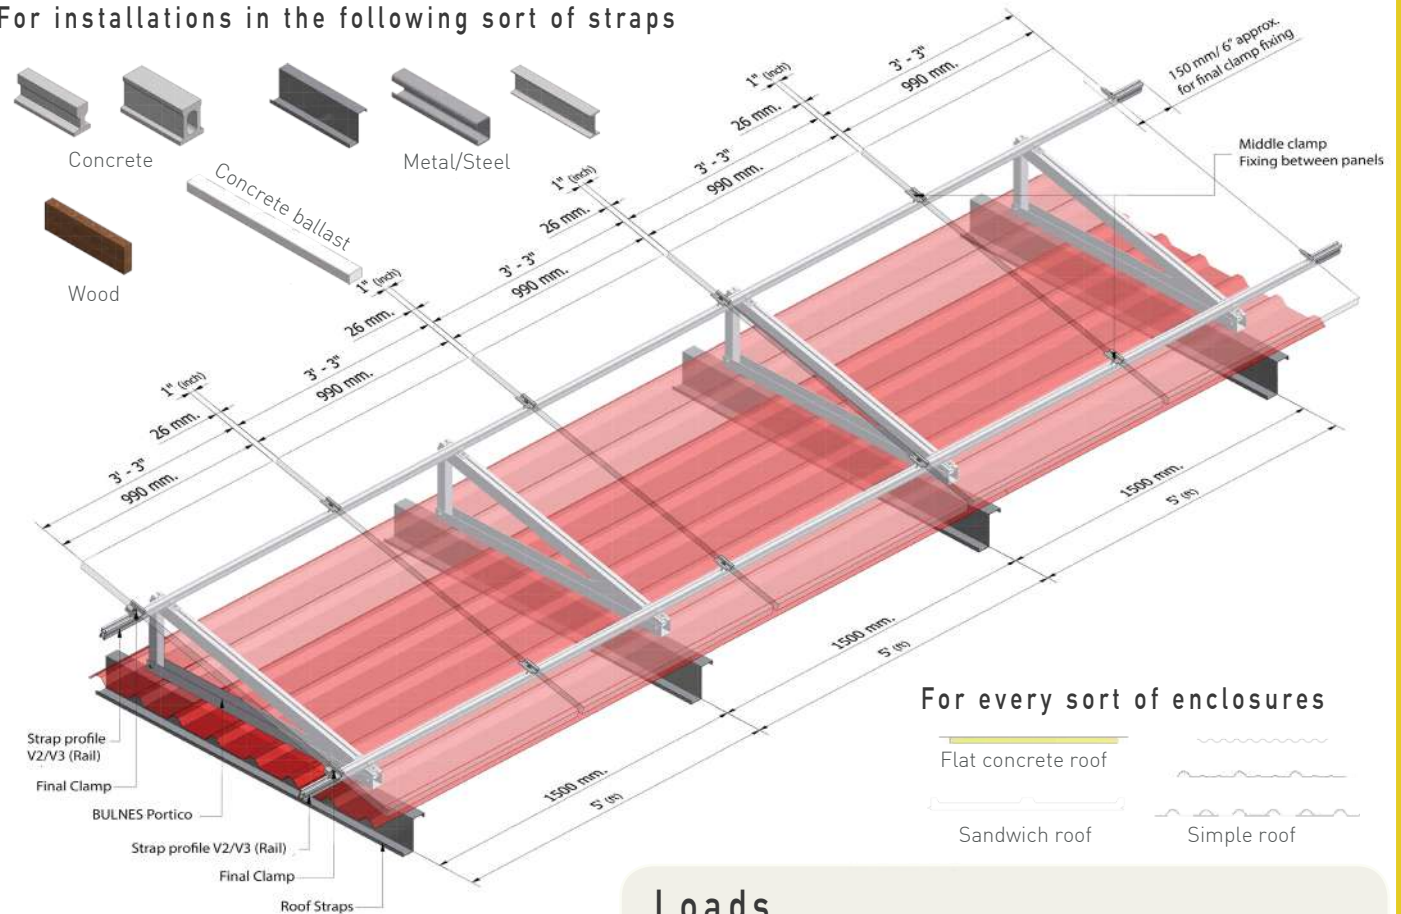 For installations in the following sort of straps
Concrete
Metal/Steel
Wood
Concrete ballast
1" (inch)
26 mm.
3' - 3"
990 mm.
150 mm/ 6" approx.
for final clamp fixing
Middle clamp
Fixing between panels
1" (inch)
26 mm.
3' - 3"
990 mm.
1" (inch)
26 mm.
3' - 3"
990 mm.
1" (inch)
26 mm.
3' - 3"
990 mm.
3' - 3"
990 mm.
1500 mm.
5' (ft)
1500 mm.
5' (ft)
1500 mm.
5' (ft)
Strap profile
V2/V3 (Rail)
Final Clamp
BULNES Portico
Strap profile V2/V3 (Rail)
Final Clamp
Roof Straps
For every sort of enclosures
Flat concrete roof
Sandwich roof
Simple roof
Loads